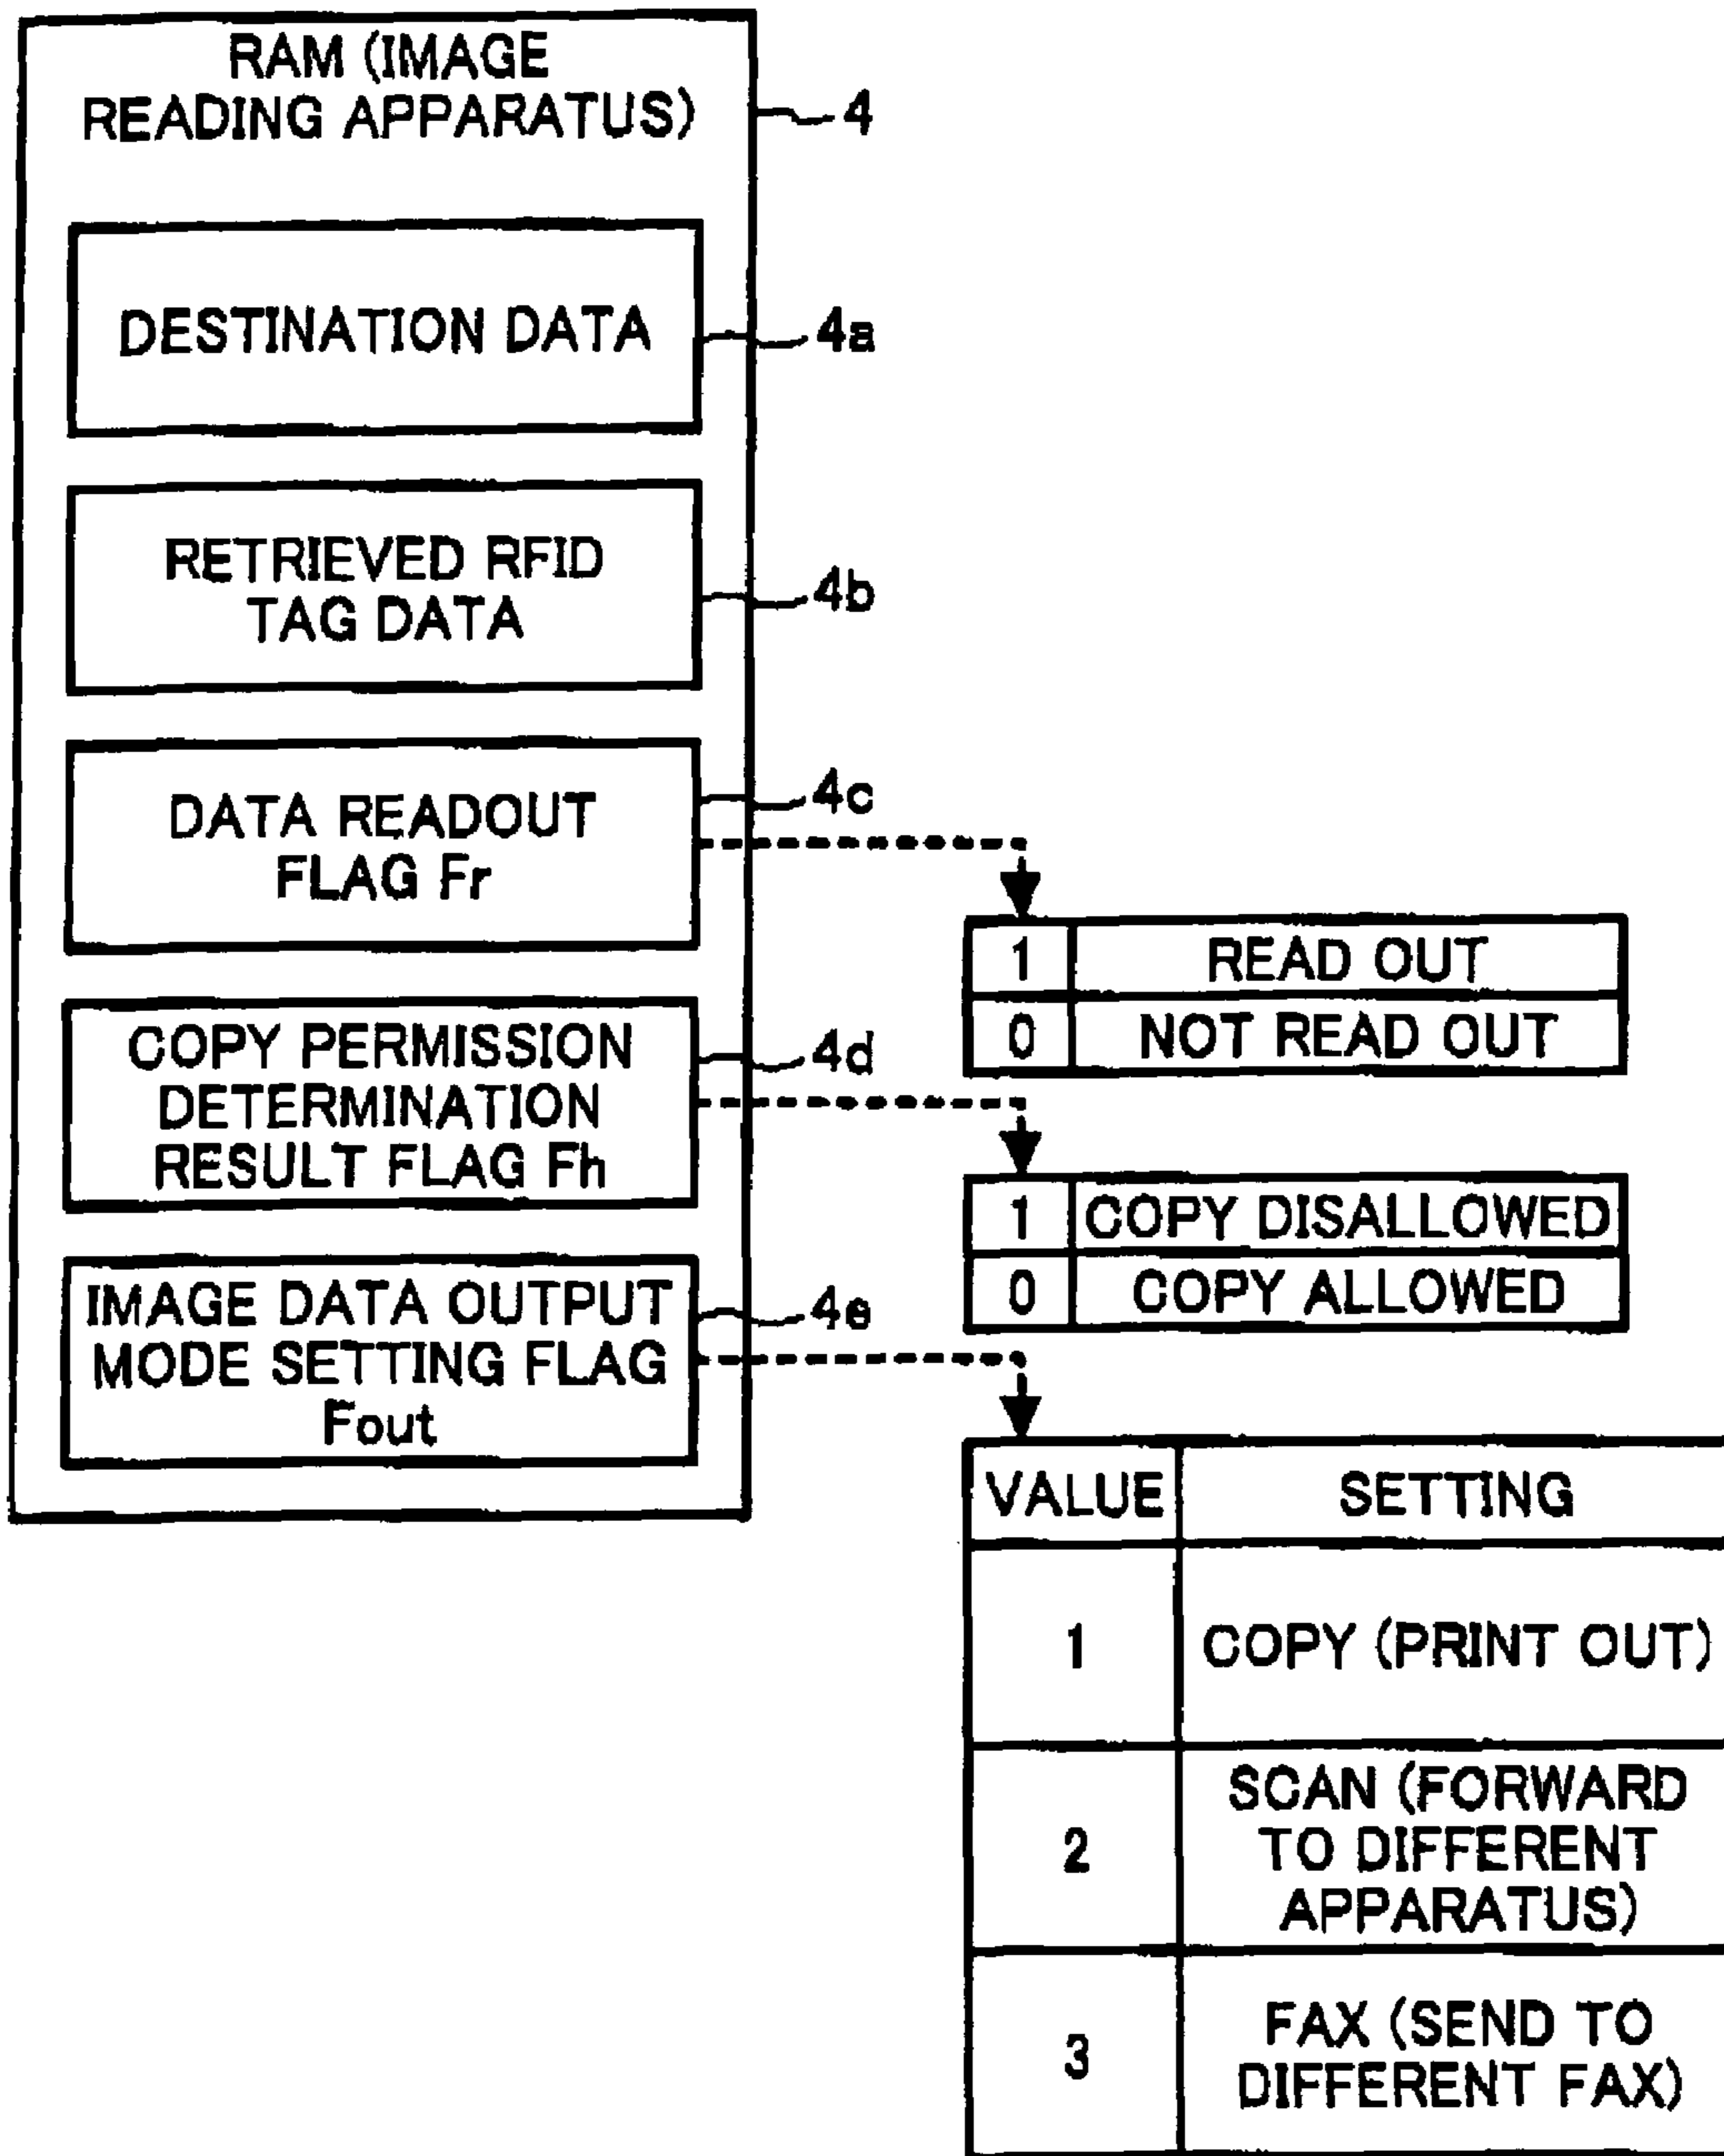 RAM (IMAGE
READING APPARATUS)
4
DESTINATION DATA
4a
RETRIEVED RFID
TAG DATA
4b
DATA READOUT
FLAG Fr
4c
1 READ OUT
0 NOT READ OUT
COPY PERMISSION
DETERMINATION
RESULT FLAG Fh
4d
1 COPY DISALLOWED
0 COPY ALLOWED
IMAGE DATA OUTPUT
MODE SETTING FLAG
Fout
4e
VALUE SETTING
1 COPY (PRINT OUT)
2 SCAN (FORWARD
TO DIFFERENT
APPARATUS)
3 FAX (SEND TO
DIFFERENT FAX)